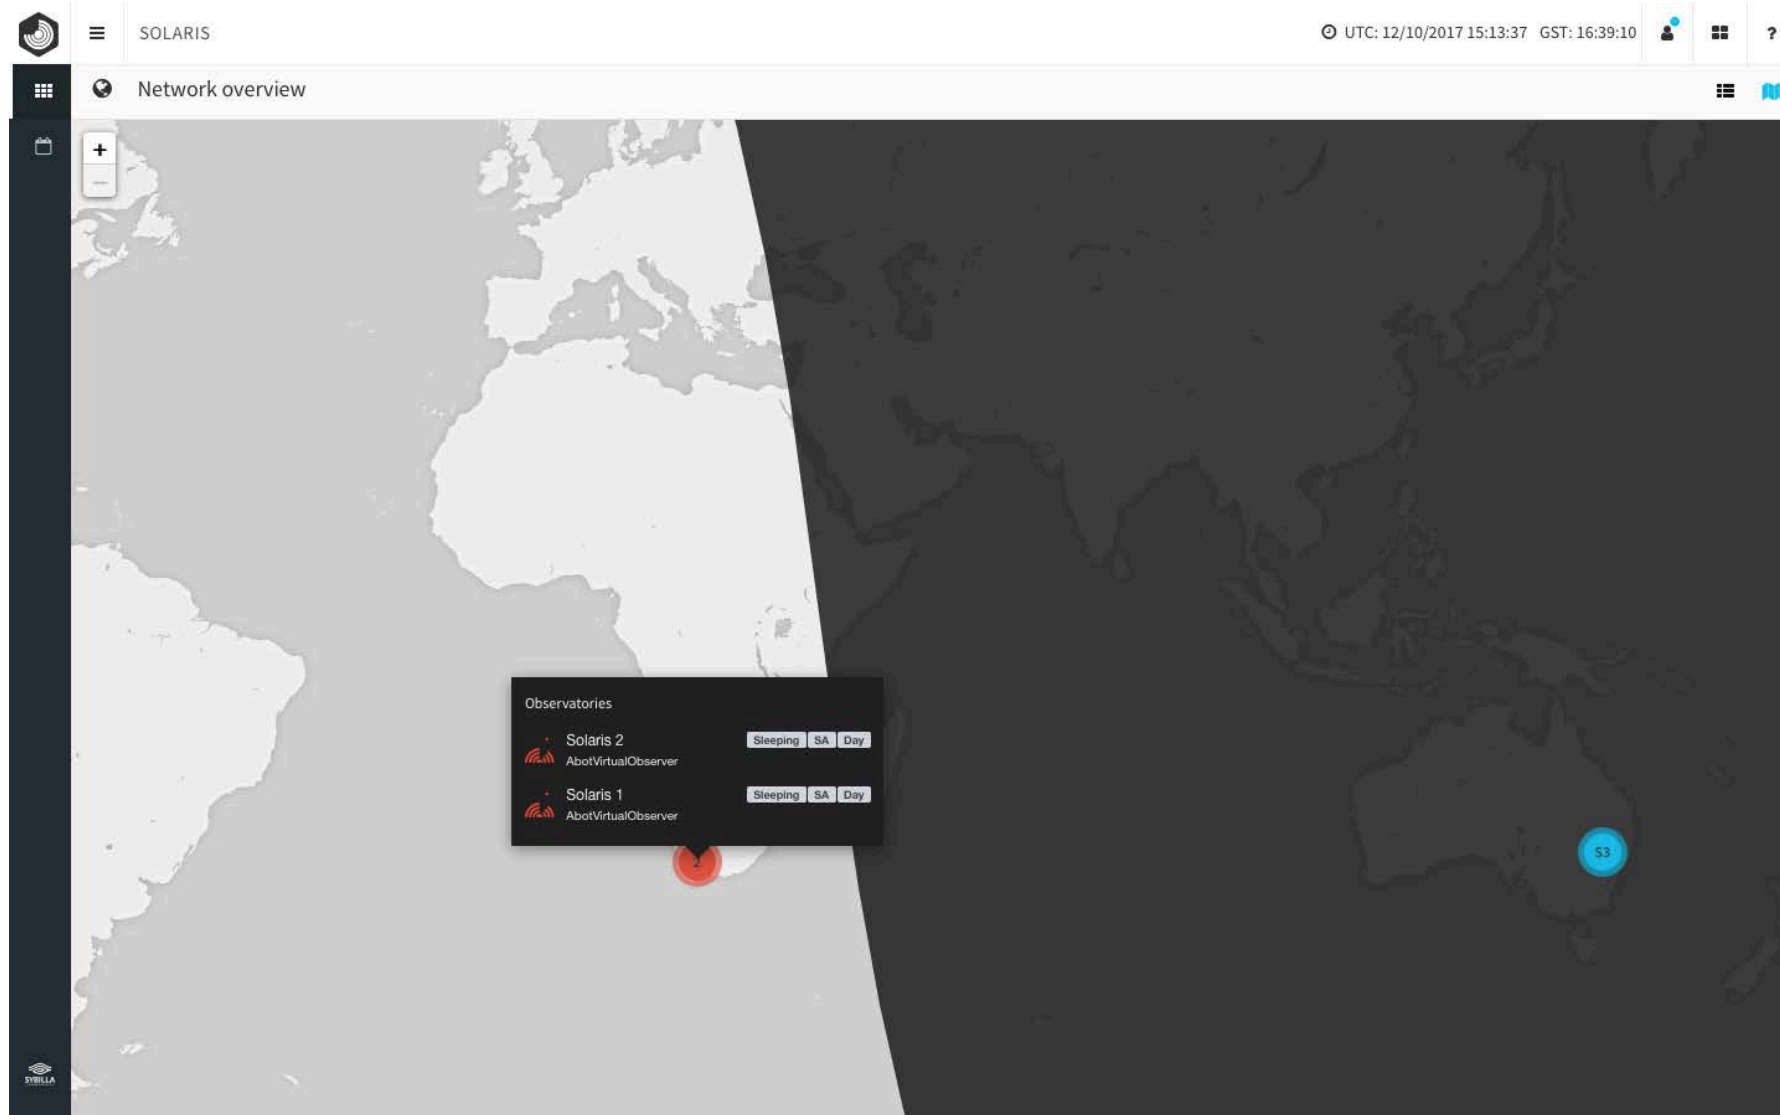 SOLARIS
UTC: 12/10/2017 15:13:37 GST: 16:39:10
?
Network overview
+
−
Observatories
Solaris 2
Sleeping SA Day
AbotVirtualObserver
Solaris 1
Sleeping SA Day
AbotVirtualObserver
2
S3
SYBILLA